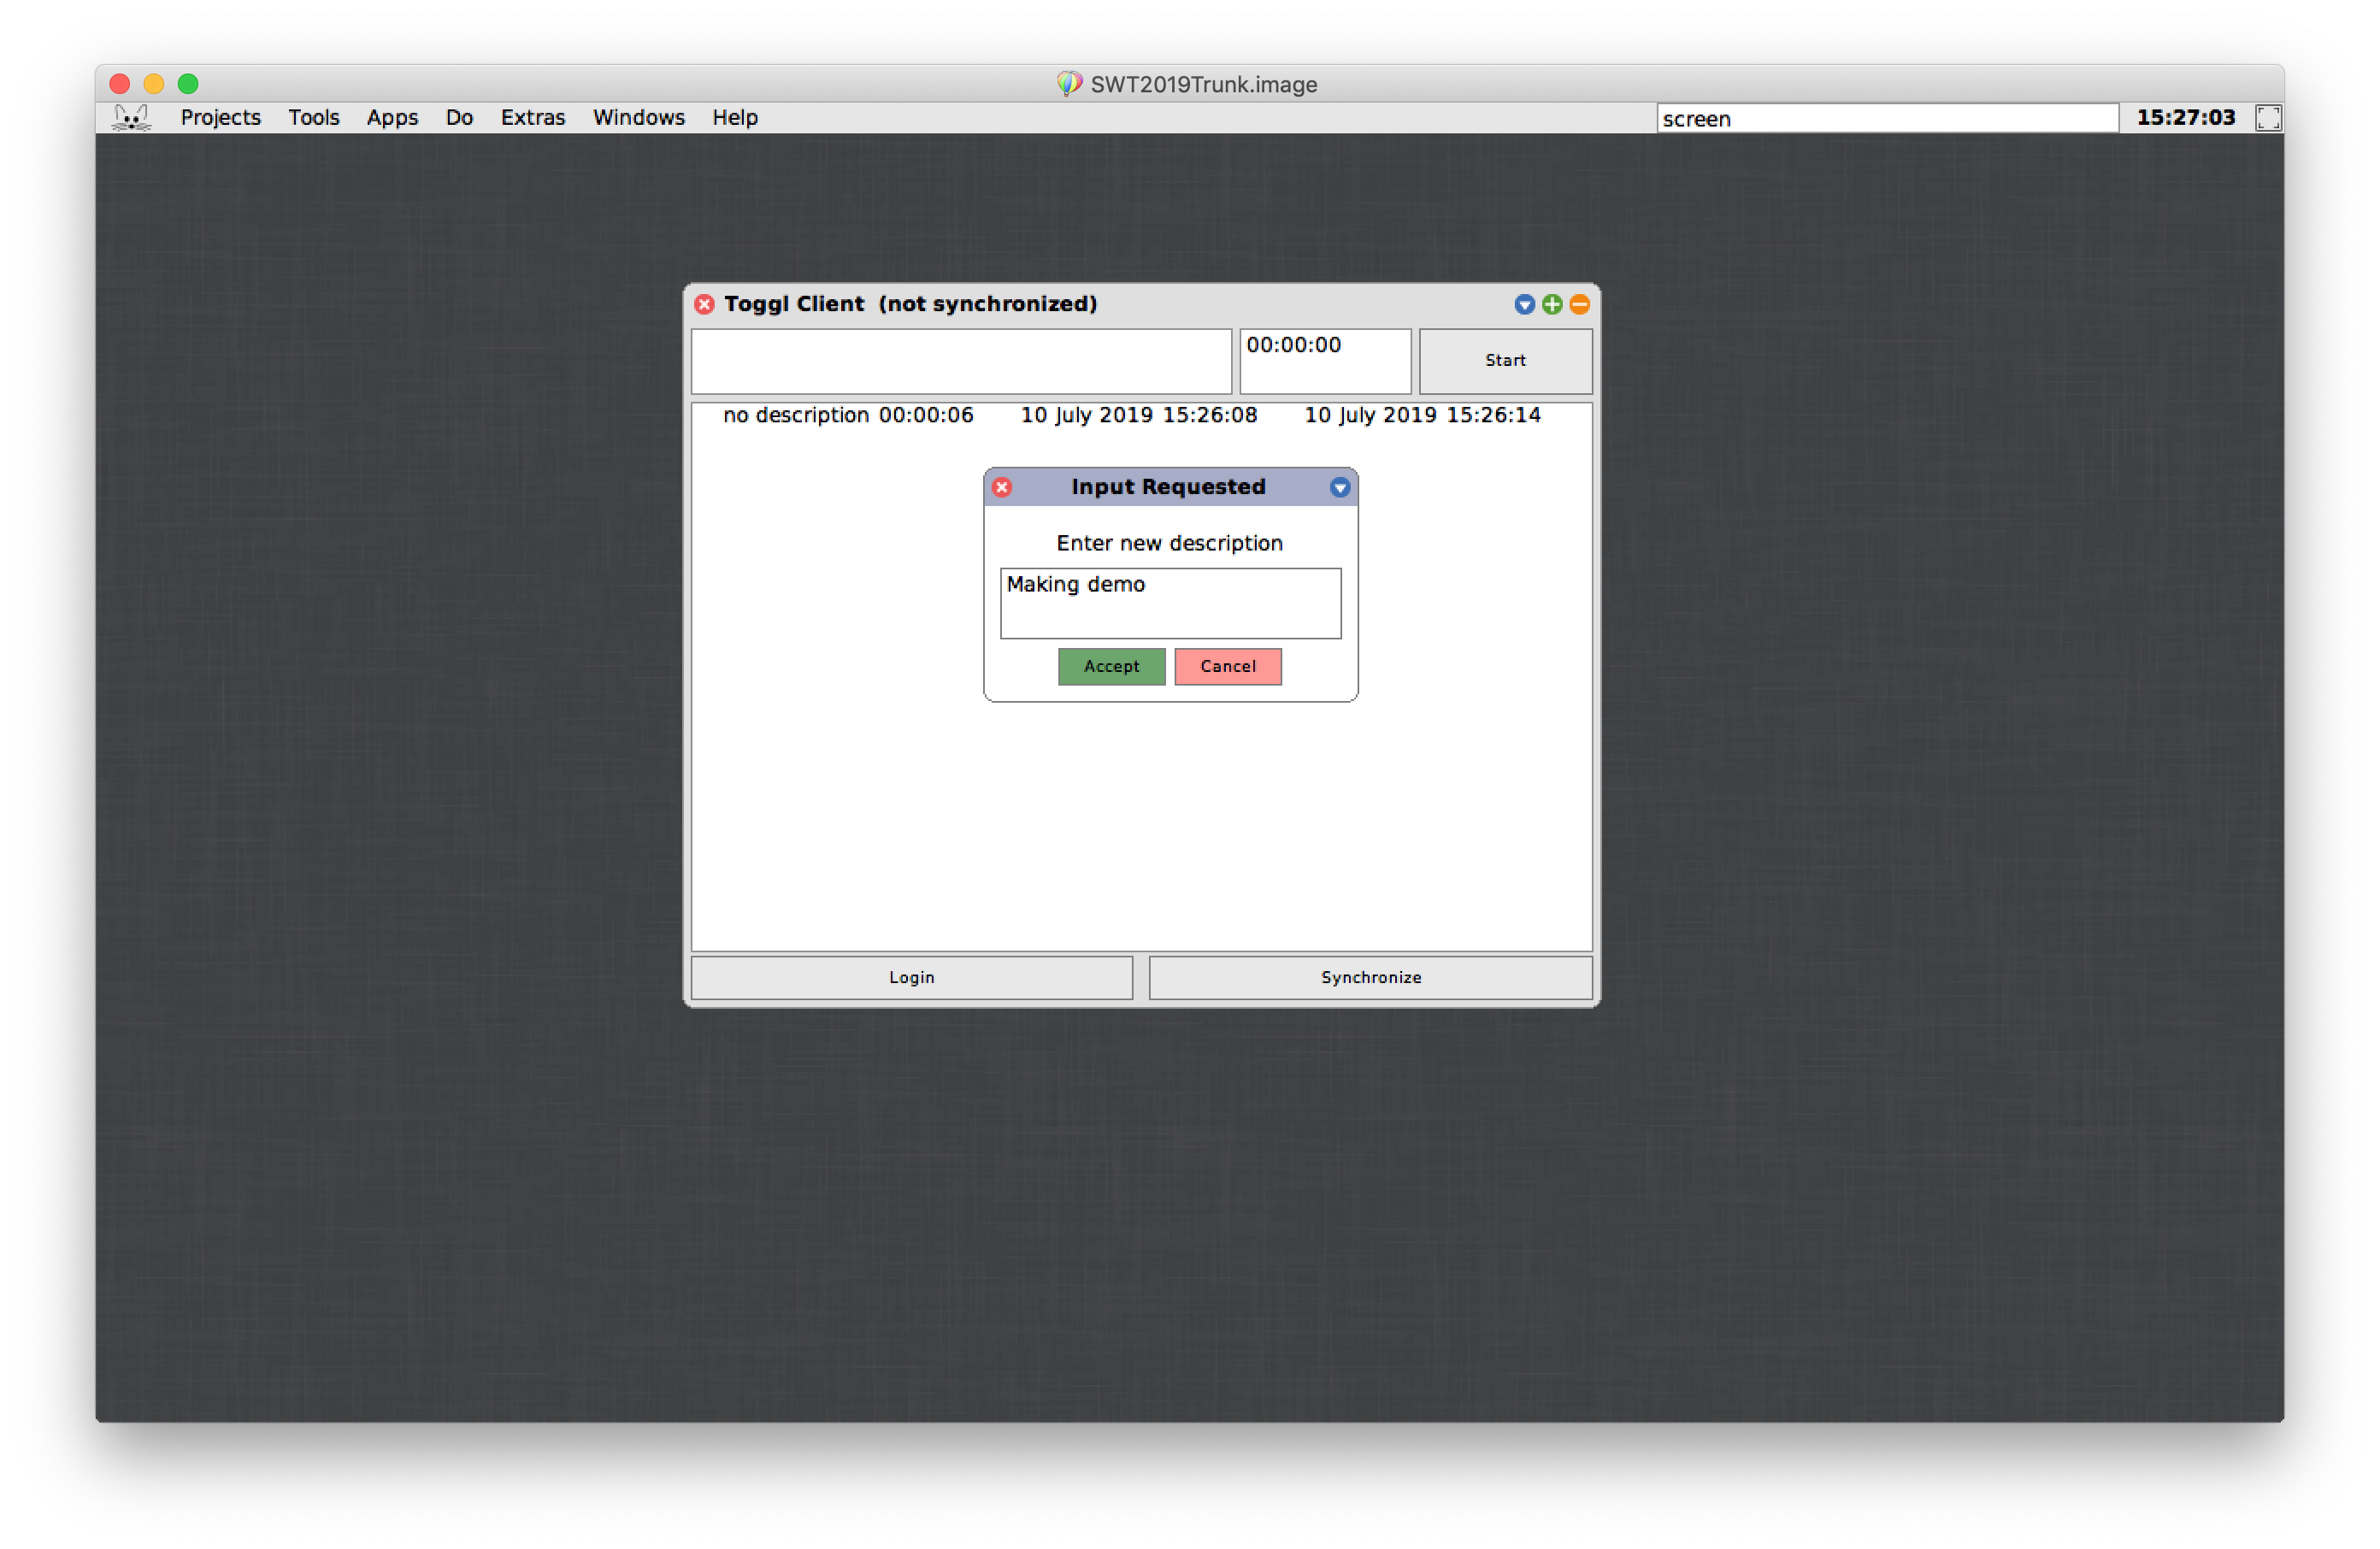 SWT2019Trunk.image
Projects Tools Apps Do Extras Windows Help screen 15:27:03
Toggl Client (not synchronized)
00:00:00 Start
no description 00:00:06 10 July 2019 15:26:08 10 July 2019 15:26:14
Input Requested
Enter new description
Making demo
Accept Cancel
Login Synchronize